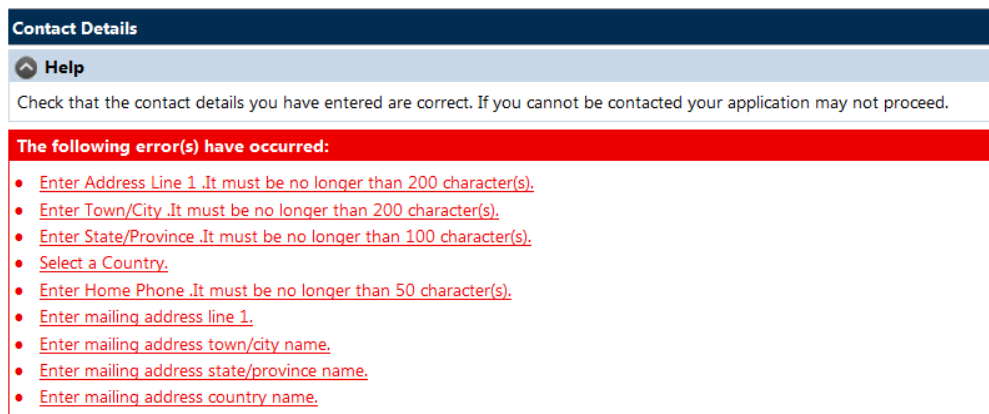 Contact Details
Help
Check that the contact details you have entered are correct. If you cannot be contacted your application may not proceed.
The following error(s) have occurred:
• Enter Address Line 1 .It must be no longer than 200 character(s).
• Enter Town/City .It must be no longer than 200 character(s).
• Enter State/Province .It must be no longer than 100 character(s).
• Select a Country.
• Enter Home Phone .It must be no longer than 50 character(s).
• Enter mailing address line 1.
• Enter mailing address town/city name.
• Enter mailing address state/province name.
• Enter mailing address country name.